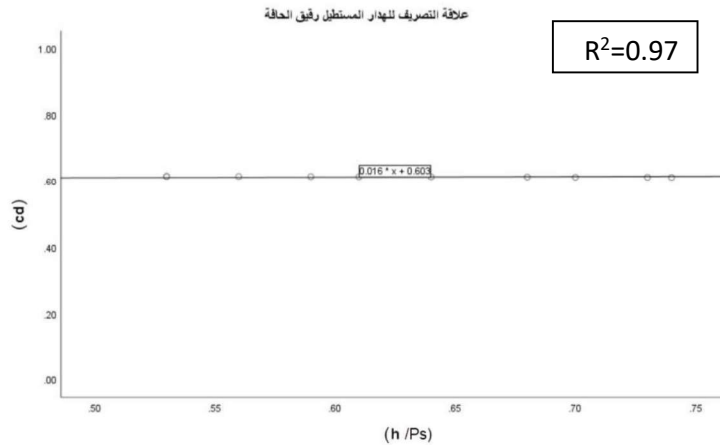 علاقة التصريف للهدار المستطيل رقيق الحافة
R²=0.97
1.00
.80
.60
.40
.20
.00
0.016 * x + 0.603
(cd)
.50 .55 .60 .65 .70 .75
(h /Ps)